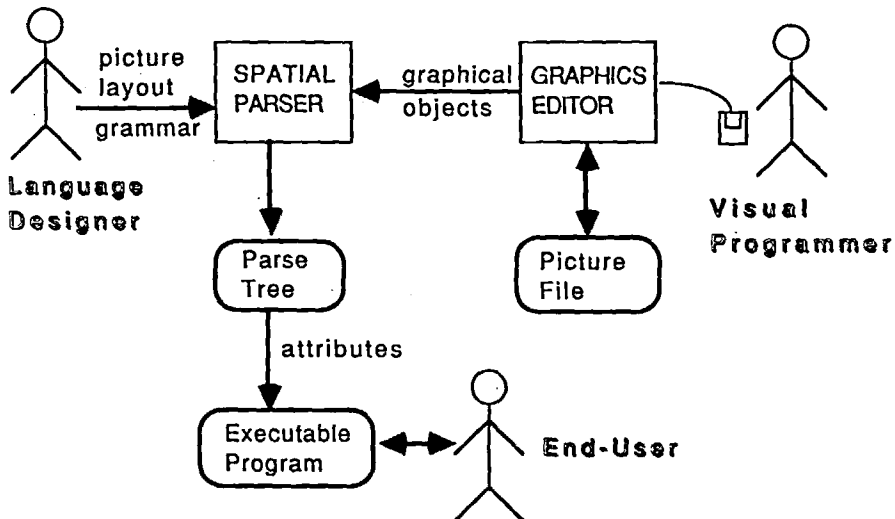 picture
layout
grammar
SPATIAL
PARSER
graphical
objects
GRAPHICS
EDITOR
Language
Designer
Visual
Programmer
Parse
Tree
Picture
File
attributes
Executable
Program
End-User